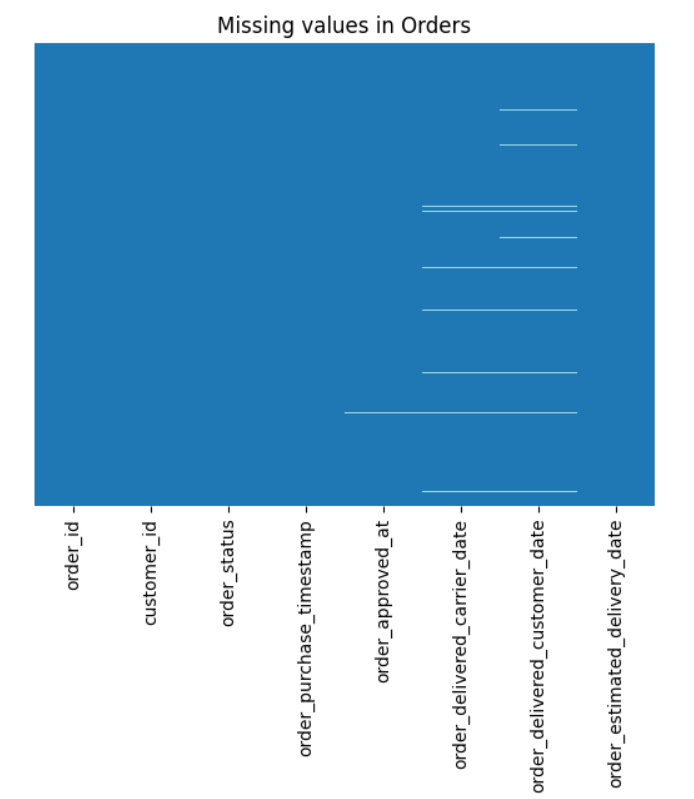 Missing values in Orders
order_id
customer_id
order_status
order_purchase_timestamp
order_approved_at
order_delivered_carrier_date
order_delivered_customer_date
order_estimated_delivery_date